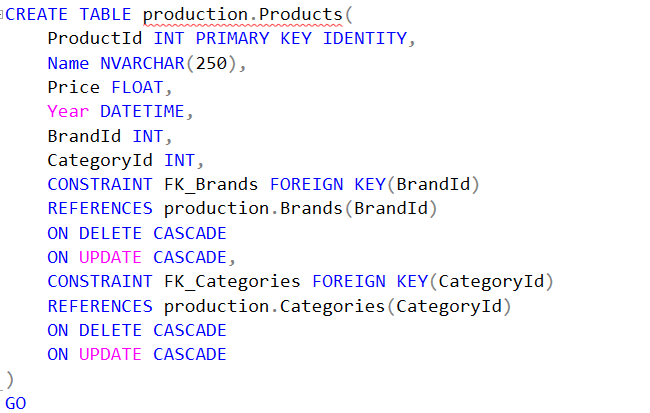 CREATE TABLE production.Products(
ProductId INT PRIMARY KEY IDENTITY,
Name NVARCHAR(250),
Price FLOAT,
Year DATETIME,
BrandId INT,
CategoryId INT,
CONSTRAINT FK_Brands FOREIGN KEY(BrandId)
REFERENCES production.Brands(BrandId)
ON DELETE CASCADE
ON UPDATE CASCADE,
CONSTRAINT FK_Categories FOREIGN KEY(CategoryId)
REFERENCES production.Categories(CategoryId)
ON DELETE CASCADE
ON UPDATE CASCADE
)
GO